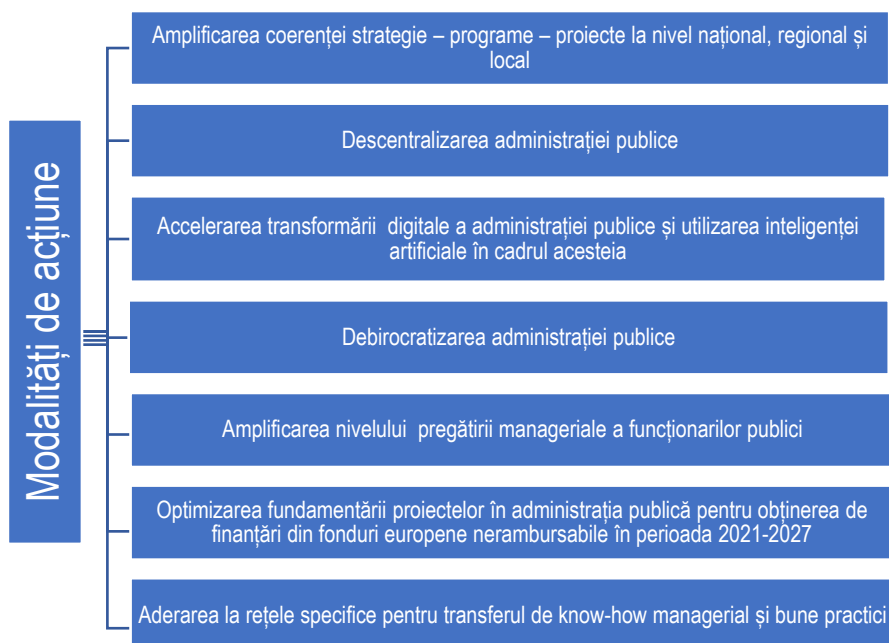 Modalități de acțiune
Amplificarea coerenței strategie – programe – proiecte la nivel național, regional și
local
Descentralizarea administrației publice
Accelerarea transformării digitale a administrației publice și utilizarea inteligenței
artificiale în cadrul acesteia
Debirocratizarea administrației publice
Amplificarea nivelului pregătirii manageriale a funcționarilor publici
Optimizarea fundamentării proiectelor în administrația publică pentru obținerea de
finanțări din fonduri europene nerambursabile în perioada 2021-2027
Aderarea la rețele specifice pentru transferul de know-how managerial și bune practici